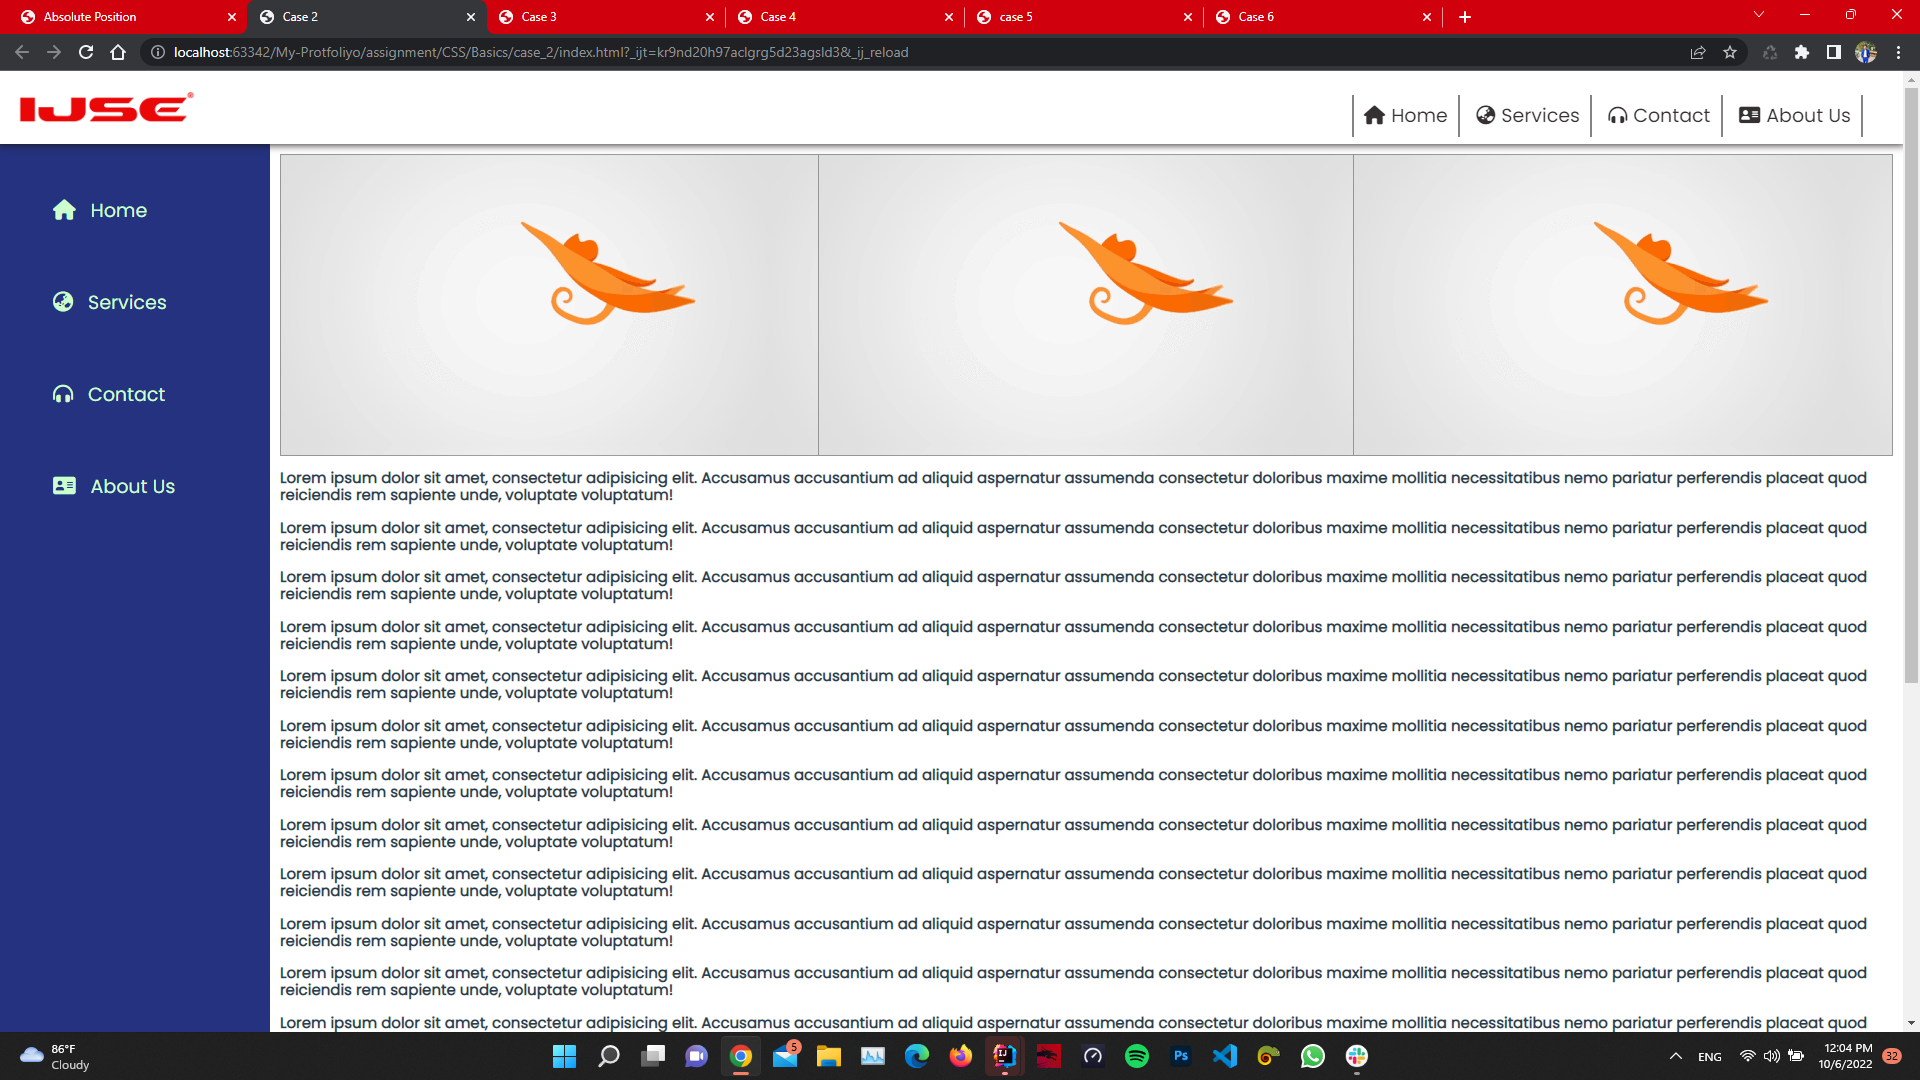 Absolute Position
Case 2
Case 3
Case 4
case 5
Case 6
localhost:63342/My-Protfoliyo/assignment/CSS/Basics/case_2/index.html?_ijt=kr9nd20h97aclgrg5d23agsld3&_ij_reload
IJSE®
Home
Services
Contact
About Us
Home
Services
Contact
About Us
Lorem ipsum dolor sit amet, consectetur adipisicing elit. Accusamus accusantium ad aliquid aspernatur assumenda consectetur doloribus maxime mollitia necessitatibus nemo pariatur perferendis placeat quod
reiciendis rem sapiente unde, voluptate voluptatum!
Lorem ipsum dolor sit amet, consectetur adipisicing elit. Accusamus accusantium ad aliquid aspernatur assumenda consectetur doloribus maxime mollitia necessitatibus nemo pariatur perferendis placeat quod
reiciendis rem sapiente unde, voluptate voluptatum!
Lorem ipsum dolor sit amet, consectetur adipisicing elit. Accusamus accusantium ad aliquid aspernatur assumenda consectetur doloribus maxime mollitia necessitatibus nemo pariatur perferendis placeat quod
reiciendis rem sapiente unde, voluptate voluptatum!
Lorem ipsum dolor sit amet, consectetur adipisicing elit. Accusamus accusantium ad aliquid aspernatur assumenda consectetur doloribus maxime mollitia necessitatibus nemo pariatur perferendis placeat quod
reiciendis rem sapiente unde, voluptate voluptatum!
Lorem ipsum dolor sit amet, consectetur adipisicing elit. Accusamus accusantium ad aliquid aspernatur assumenda consectetur doloribus maxime mollitia necessitatibus nemo pariatur perferendis placeat quod
reiciendis rem sapiente unde, voluptate voluptatum!
Lorem ipsum dolor sit amet, consectetur adipisicing elit. Accusamus accusantium ad aliquid aspernatur assumenda consectetur doloribus maxime mollitia necessitatibus nemo pariatur perferendis placeat quod
reiciendis rem sapiente unde, voluptate voluptatum!
Lorem ipsum dolor sit amet, consectetur adipisicing elit. Accusamus accusantium ad aliquid aspernatur assumenda consectetur doloribus maxime mollitia necessitatibus nemo pariatur perferendis placeat quod
reiciendis rem sapiente unde, voluptate voluptatum!
Lorem ipsum dolor sit amet, consectetur adipisicing elit. Accusamus accusantium ad aliquid aspernatur assumenda consectetur doloribus maxime mollitia necessitatibus nemo pariatur perferendis placeat quod
reiciendis rem sapiente unde, voluptate voluptatum!
Lorem ipsum dolor sit amet, consectetur adipisicing elit. Accusamus accusantium ad aliquid aspernatur assumenda consectetur doloribus maxime mollitia necessitatibus nemo pariatur perferendis placeat quod
reiciendis rem sapiente unde, voluptate voluptatum!
Lorem ipsum dolor sit amet, consectetur adipisicing elit. Accusamus accusantium ad aliquid aspernatur assumenda consectetur doloribus maxime mollitia necessitatibus nemo pariatur perferendis placeat quod
reiciendis rem sapiente unde, voluptate voluptatum!
Lorem ipsum dolor sit amet, consectetur adipisicing elit. Accusamus accusantium ad aliquid aspernatur assumenda consectetur doloribus maxime mollitia necessitatibus nemo pariatur perferendis placeat quod
reiciendis rem sapiente unde, voluptate voluptatum!
Lorem ipsum dolor sit amet, consectetur adipisicing elit. Accusamus accusantium ad aliquid aspernatur assumenda consectetur doloribus maxime mollitia necessitatibus nemo pariatur perferendis placeat quod
86°F
Cloudy
5
IJ
Ps
ENG
12:04 PM
10/6/2022
32